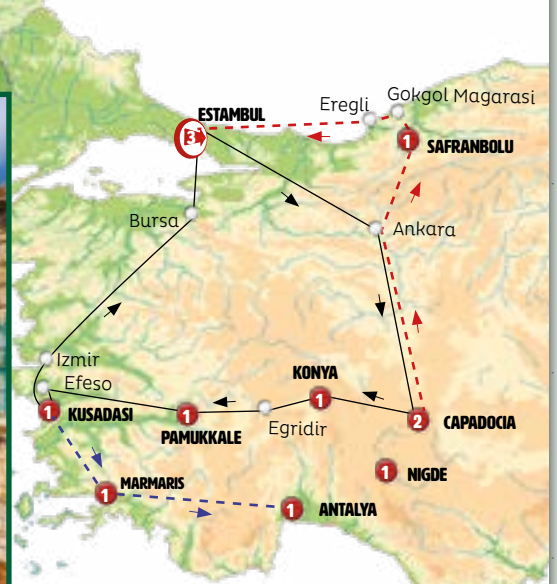 ESTAMBUL
3
Eregli
Gokgol Magarasi
1
SAFRANBOLU
Bursa
Ankara
Izmir
Efeso
1
KUSADASI
1
PAMUKKALE
Egridir
KONYA
1
2
CAPADOCIA
1
NIGDE
1
MARMARIS
1
ANTALYA